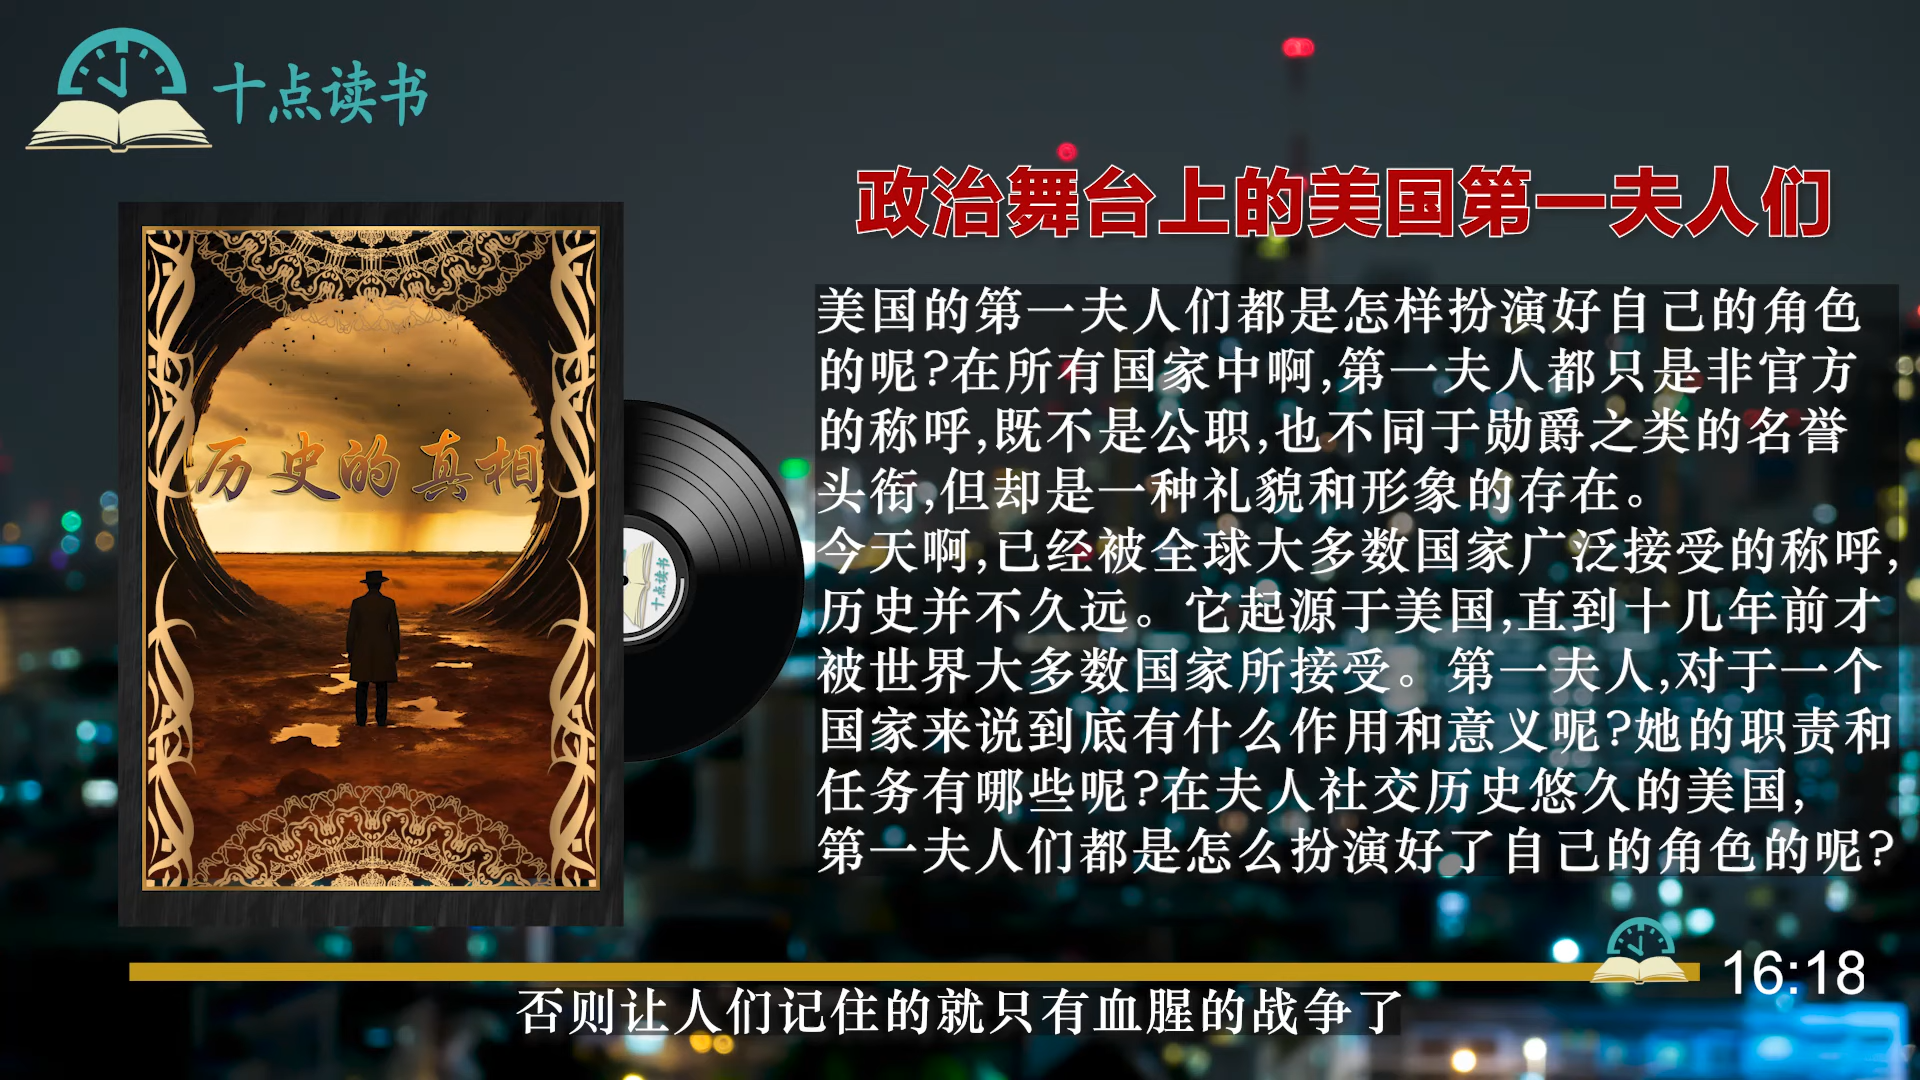 十点读书
政治舞台上的美国第一夫人们
历史的真相
十点读书
美国的第一夫人们都是怎样扮演好自己的角色
的呢?在所有国家中啊,第一夫人都只是非官方
的称呼,既不是公职,也不同于勋爵之类的名誉
头衔,但却是一种礼貌和形象的存在。
今天啊,已经被全球大多数国家广泛接受的称呼,
历史并不久远。它起源于美国,直到十几年前才
被世界大多数国家所接受。第一夫人,对于一个
国家来说到底有什么作用和意义呢?她的职责和
任务有哪些呢?在夫人社交历史悠久的美国,
第一夫人们都是怎么扮演好了自己的角色的呢?
16:18
否则让人们记住的就只有血腥的战争了